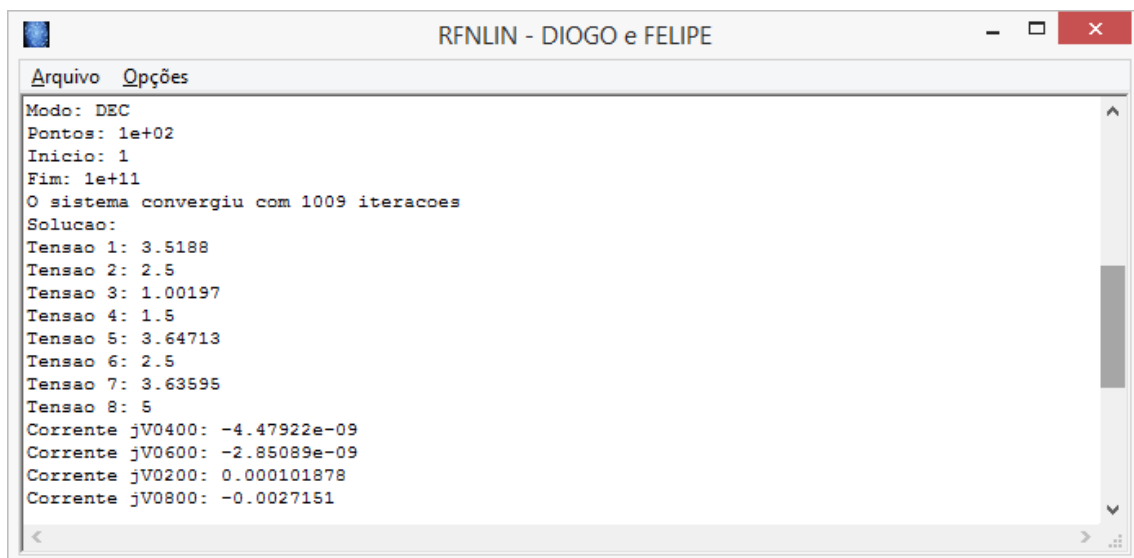 RFNLIN - DIOGO e FELIPE
Arquivo Opções
Modo: DEC
Pontos: 1e+02
Inicio: 1
Fim: 1e+11
O sistema convergiu com 1009 iteracoes
Solucao:
Tensao 1: 3.5188
Tensao 2: 2.5
Tensao 3: 1.00197
Tensao 4: 1.5
Tensao 5: 3.64713
Tensao 6: 2.5
Tensao 7: 3.63595
Tensao 8: 5
Corrente jV0400: -4.47922e-09
Corrente jV0600: -2.85089e-09
Corrente jV0200: 0.000101878
Corrente jV0800: -0.0027151